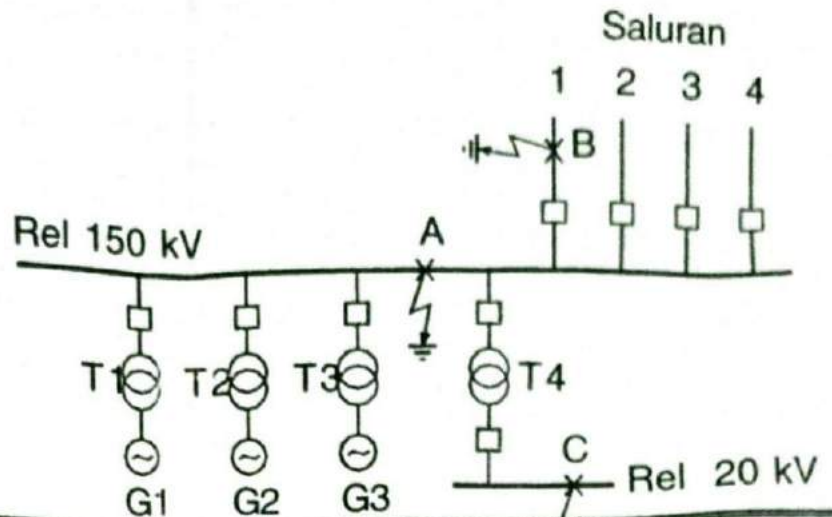 Saluran
1 2 3 4
B
Rel 150 kV
A
T1 T2 T3 T4
C
Rel 20 kV
G1 G2 G3